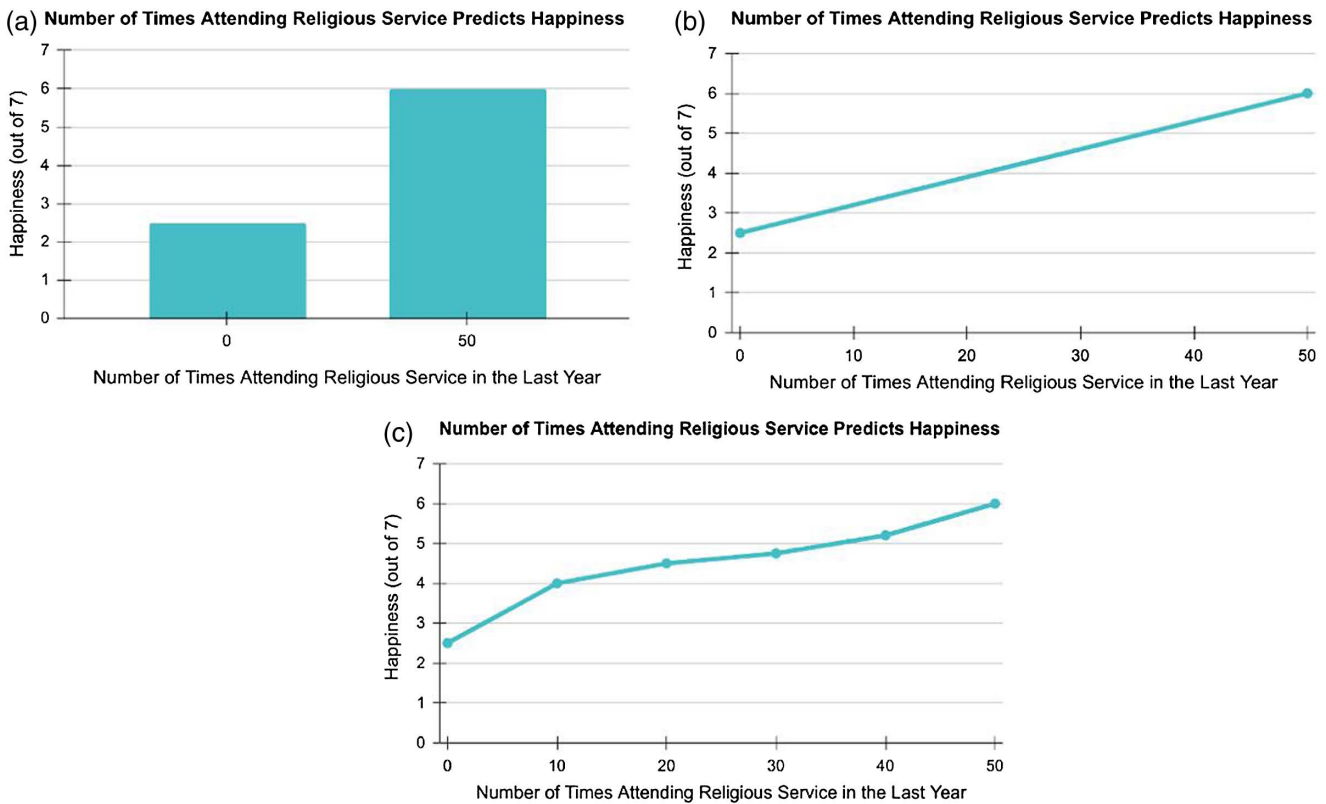 (a) Number of Times Attending Religious Service Predicts Happiness
7
6
5
4
3
2
1
0
Happiness (out of 7)
0 50
Number of Times Attending Religious Service in the Last Year
(b) Number of Times Attending Religious Service Predicts Happiness
7
6
5
4
3
2
1
0
Happiness (out of 7)
0 10 20 30 40 50
Number of Times Attending Religious Service in the Last Year
(c) Number of Times Attending Religious Service Predicts Happiness
7
6
5
4
3
2
1
0
Happiness (out of 7)
0 10 20 30 40 50
Number of Times Attending Religious Service in the Last Year